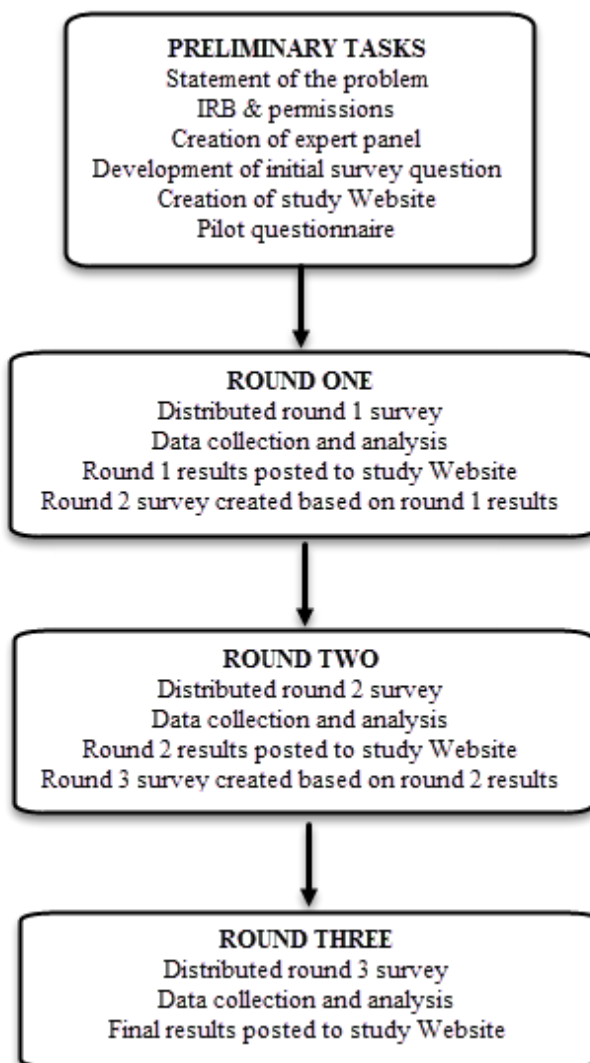 PRELIMINARY TASKS
Statement of the problem
IRB & permissions
Creation of expert panel
Development of initial survey question
Creation of study Website
Pilot questionnaire
ROUND ONE
Distributed round 1 survey
Data collection and analysis
Round 1 results posted to study Website
Round 2 survey created based on round 1 results
ROUND TWO
Distributed round 2 survey
Data collection and analysis
Round 2 results posted to study Website
Round 3 survey created based on round 2 results
ROUND THREE
Distributed round 3 survey
Data collection and analysis
Final results posted to study Website